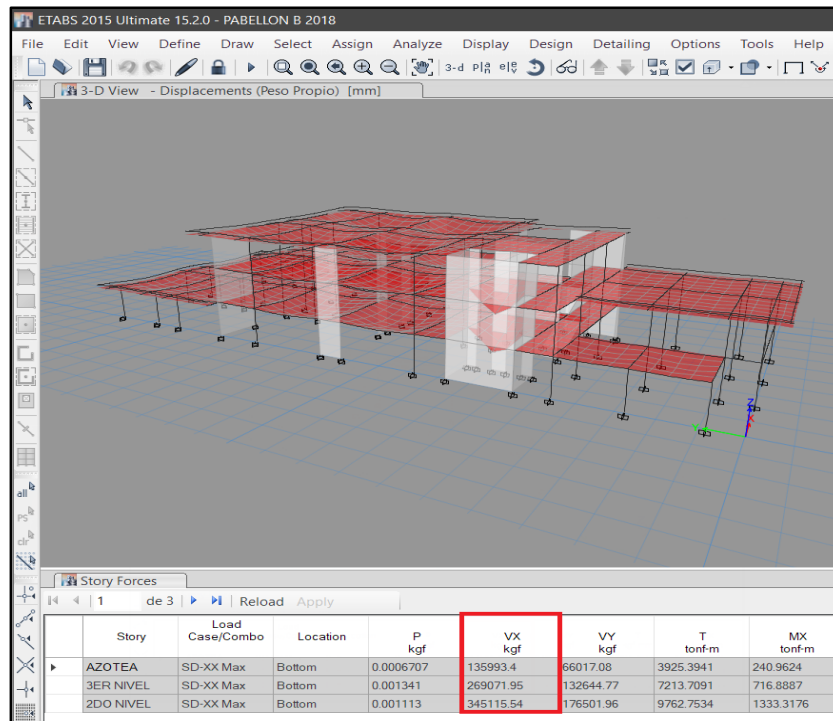 ETABS 2015 Ultimate 15.2.0 - PABELLON B 2018
File Edit View Define Draw Select Assign Analyze Display Design Detailing Options Tools Help
3-d
3-D View - Displacements (Peso Propio) [mm]
Z
X
all
PS
clr
Story Forces
1 de 3 Reload Apply
Story Load Case/Combo Location P kgf VX kgf VY kgf T tonf-m MX tonf-m
AZOTEA SD-XX Max Bottom 0.0006707 135993.4 66017.08 3925.3941 240.9624
3ER NIVEL SD-XX Max Bottom 0.001341 269071.95 132644.77 7213.7091 716.8887
2DO NIVEL SD-XX Max Bottom 0.001113 345115.54 176501.96 9762.7534 1333.3176